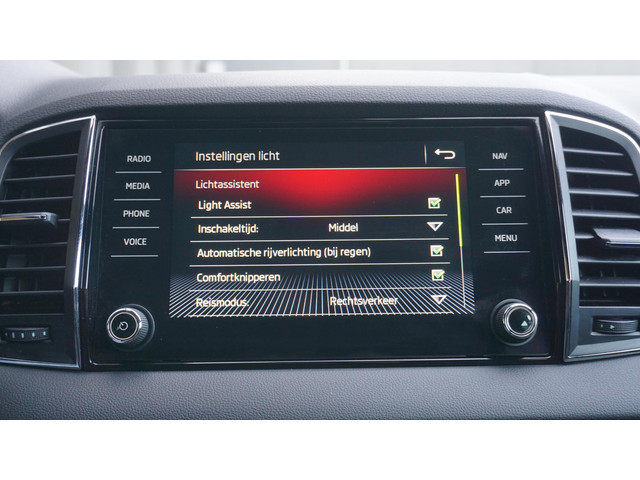 RADIO
MEDIA
PHONE
VOICE
Instellingen licht
Lichtassistent
Light Assist
Inschakeltijd: Middel
Automatische rijverlichting (bij regen)
Comfortknipperen
Reismodus: Rechtsverkeer
NAV
APP
CAR
MENU